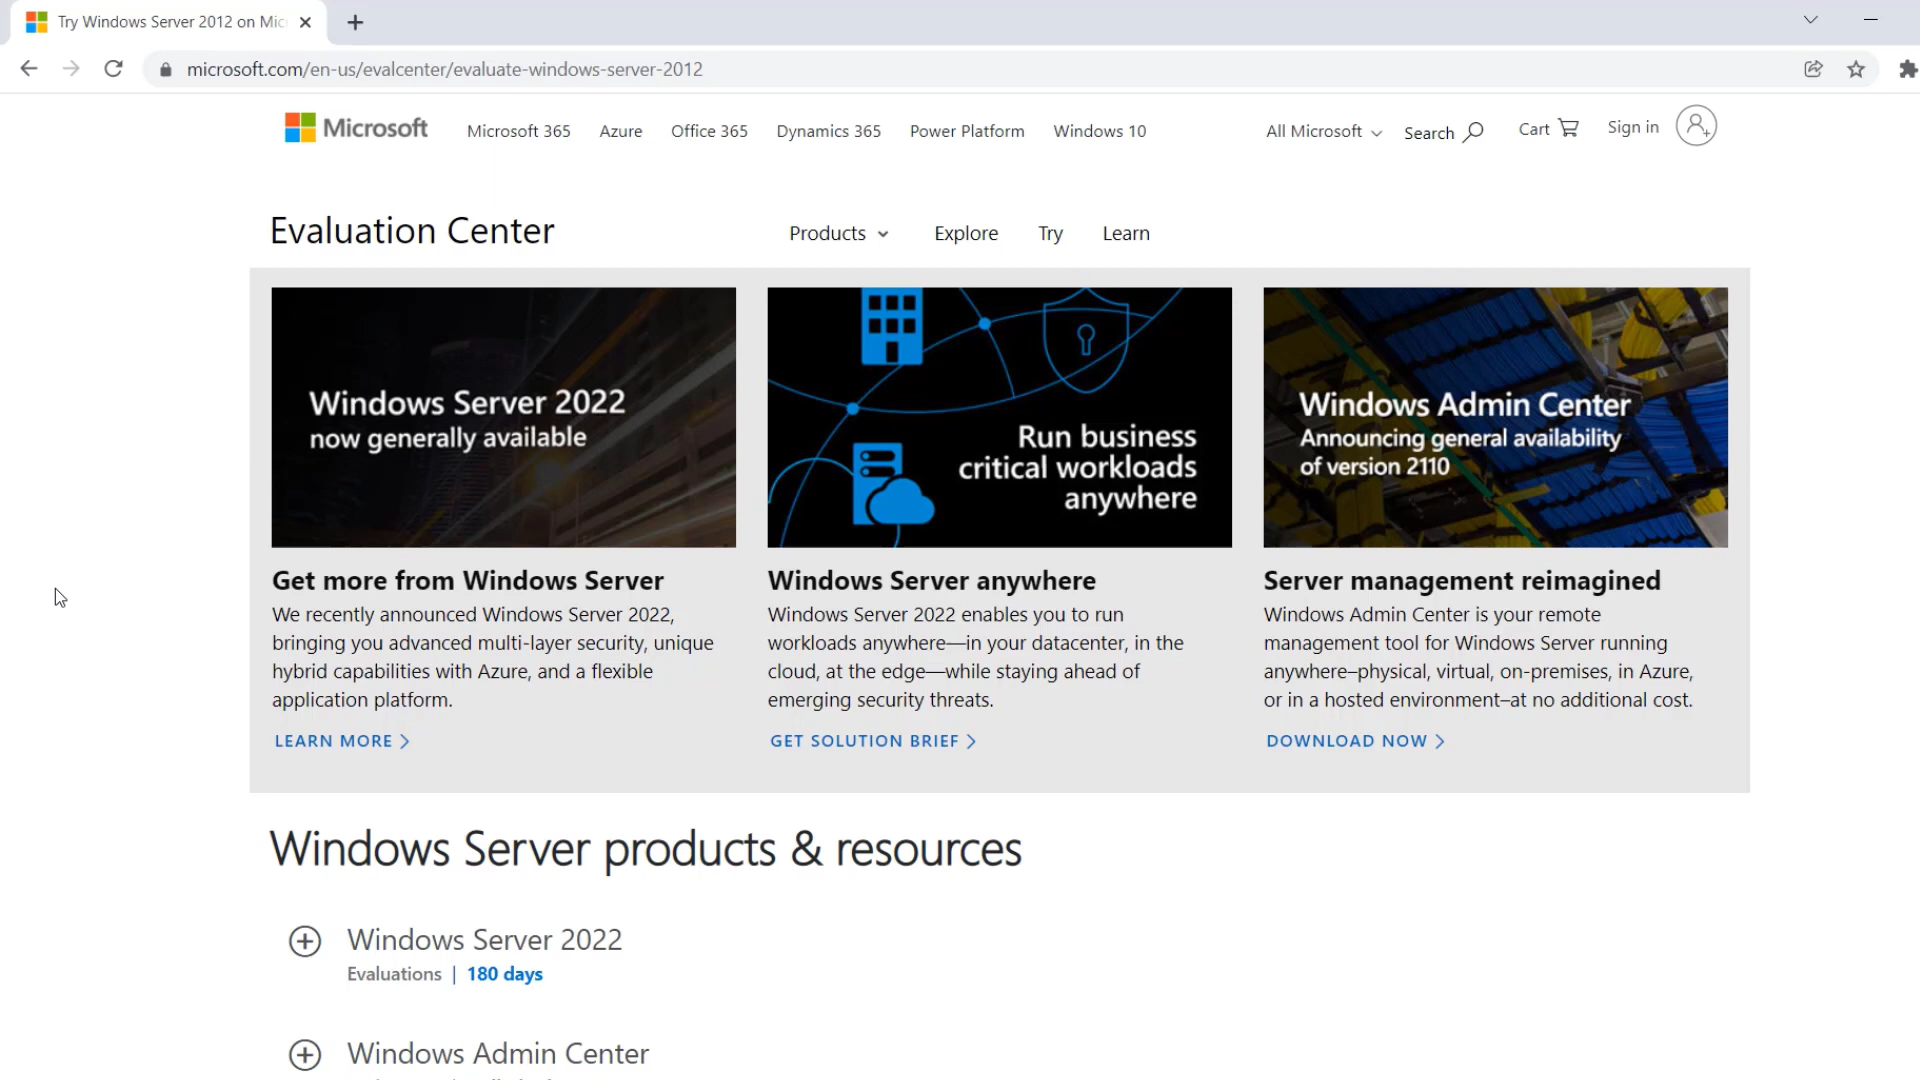 Try Windows Server 2012 on Mic
microsoft.com/en-us/evalcenter/evaluate-windows-server-2012
Microsoft
Microsoft 365
Azure
Office 365
Dynamics 365
Power Platform
Windows 10
All Microsoft
Search
Cart
Sign in
Evaluation Center
Products
Explore
Try
Learn
Windows Server 2022
now generally available
Run business
critical workloads
anywhere
Windows Admin Center
Announcing general availability
of version 2110
Get more from Windows Server
We recently announced Windows Server 2022,
bringing you advanced multi-layer security, unique
hybrid capabilities with Azure, and a flexible
application platform.
LEARN MORE
Windows Server anywhere
Windows Server 2022 enables you to run
workloads anywhere—in your datacenter, in the
cloud, at the edge—while staying ahead of
emerging security threats.
GET SOLUTION BRIEF
Server management reimagined
Windows Admin Center is your remote
management tool for Windows Server running
anywhere–physical, virtual, on-premises, in Azure,
or in a hosted environment–at no additional cost.
DOWNLOAD NOW
Windows Server products & resources
Windows Server 2022
Evaluations | 180 days
Windows Admin Center